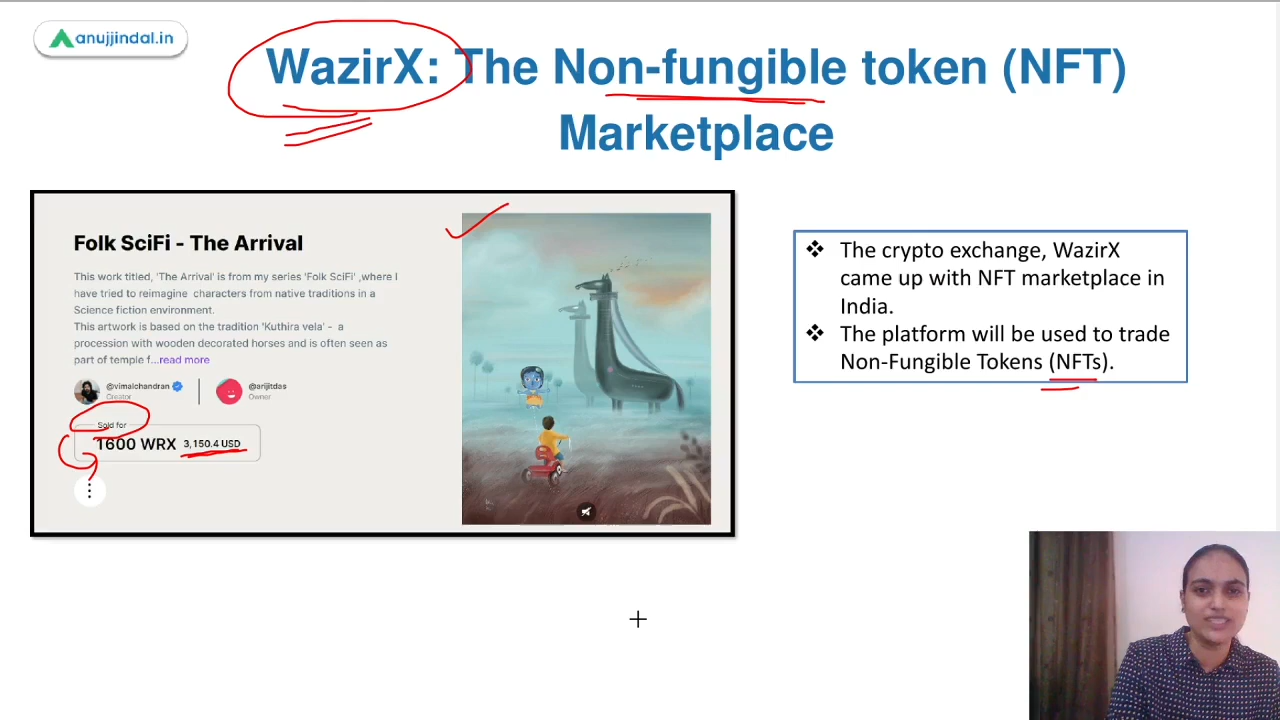 anujjindal.in
WazirX: The Non-fungible token (NFT)
Marketplace
Folk SciFi - The Arrival
This work titied, 'The Arrival' is from my series 'Folk SciFi' ,where I
have tried to reimagine characters from native traditions in a
Science fiction environment.
This artwork is based on the tradition 'Kuthira vela' - a
procession with wooden decorated horses and is often seen as
part of temple f...read more
@vimalchandran
Creator
@arijitdas
Owner
Sold for
1600 WRX 3,150.4 USD
❖ The crypto exchange, WazirX
came up with NFT marketplace in
India.
❖ The platform will be used to trade
Non-Fungible Tokens (NFTs).